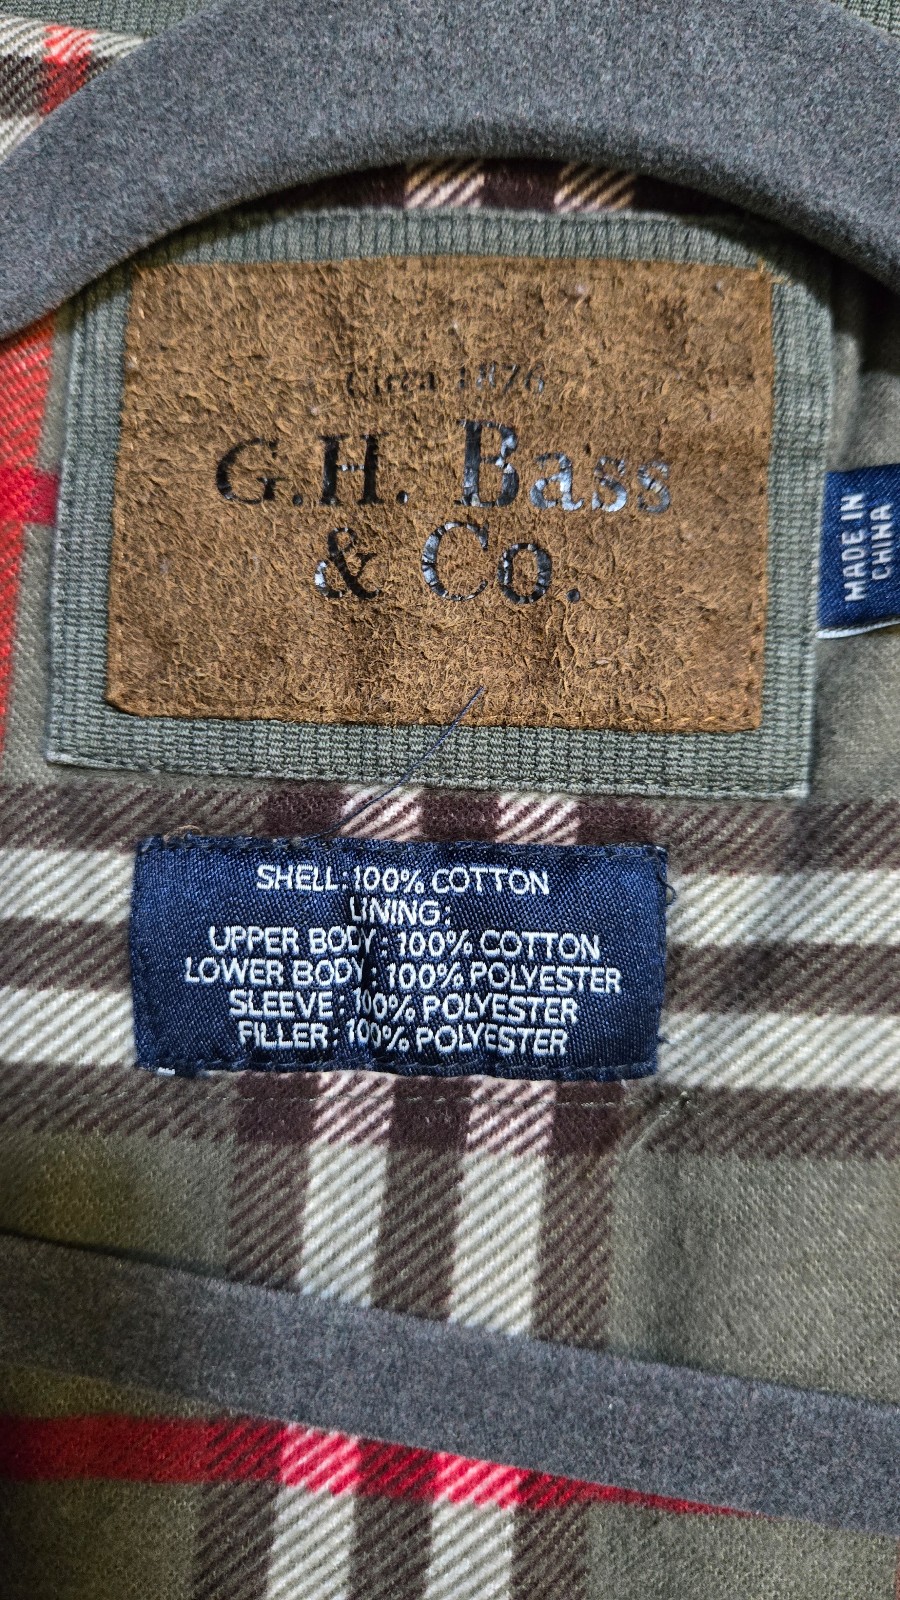 Circa 1876
G.H. Bass
& Co.
MADE IN
CHINA
SHELL: 100% COTTON
LINING:
UPPER BODY: 100% COTTON
LOWER BODY: 100% POLYESTER
SLEEVE: 100% POLYESTER
FILLER: 100% POLYESTER